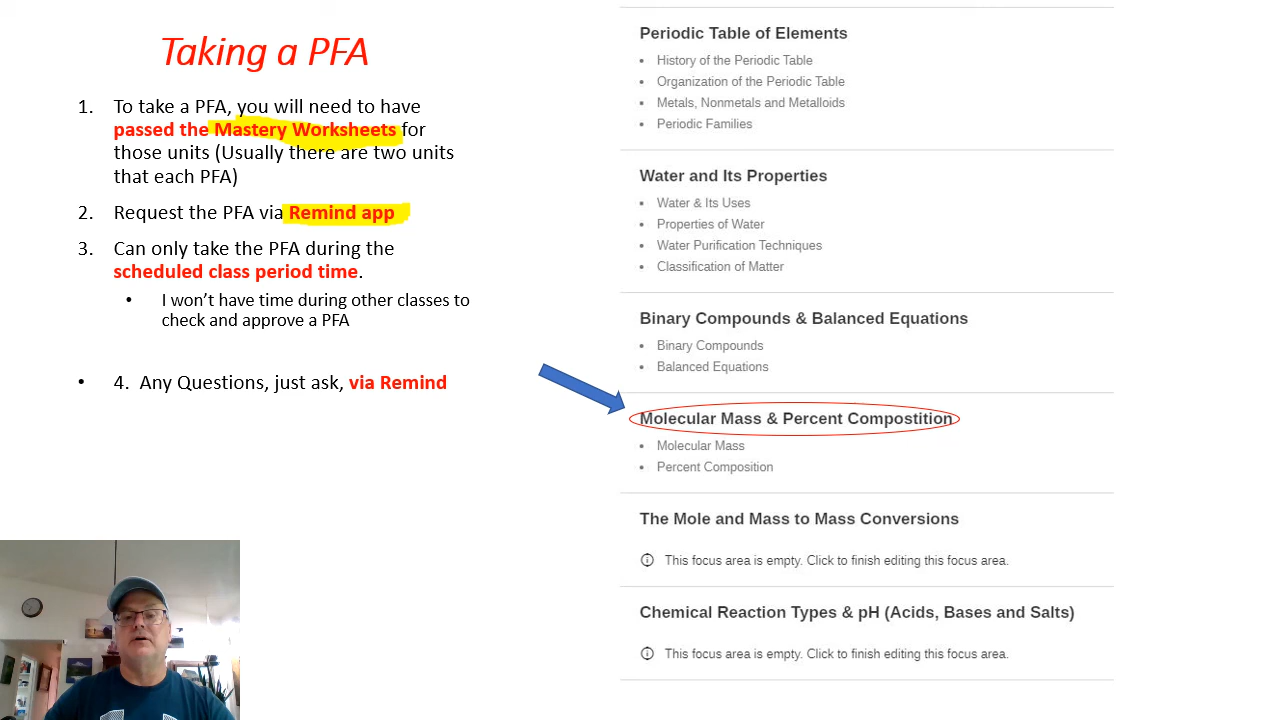 Taking a PFA
1. To take a PFA, you will need to have
passed the Mastery Worksheets for
those units (Usually there are two units
that each PFA)
2. Request the PFA via Remind app
3. Can only take the PFA during the
scheduled class period time.
• I won't have time during other classes to
check and approve a PFA
• 4. Any Questions, just ask, via Remind
Periodic Table of Elements
• History of the Periodic Table
• Organization of the Periodic Table
• Metals, Nonmetals and Metalloids
• Periodic Families
Water and Its Properties
• Water & Its Uses
• Properties of Water
• Water Purification Techniques
• Classification of Matter
Binary Compounds & Balanced Equations
• Binary Compounds
• Balanced Equations
Molecular Mass & Percent Compostition
• Molecular Mass
• Percent Composition
The Mole and Mass to Mass Conversions
This focus area is empty. Click to finish editing this focus area.
Chemical Reaction Types & pH (Acids, Bases and Salts)
This focus area is empty. Click to finish editing this focus area.